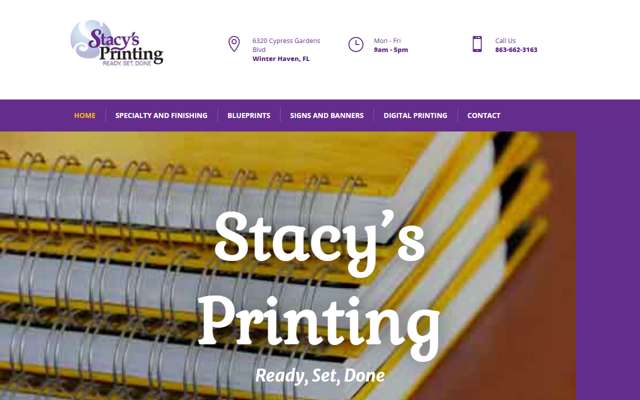 Stacy's
Printing
READY. SET. DONE
6320 Cypress Gardens
Blvd
Winter Haven, FL
Mon - Fri
9am - 5pm
Call Us
863-662-3163
HOME
SPECIALTY AND FINISHING
BLUEPRINTS
SIGNS AND BANNERS
DIGITAL PRINTING
CONTACT
Stacy's
Printing
Ready, Set, Done